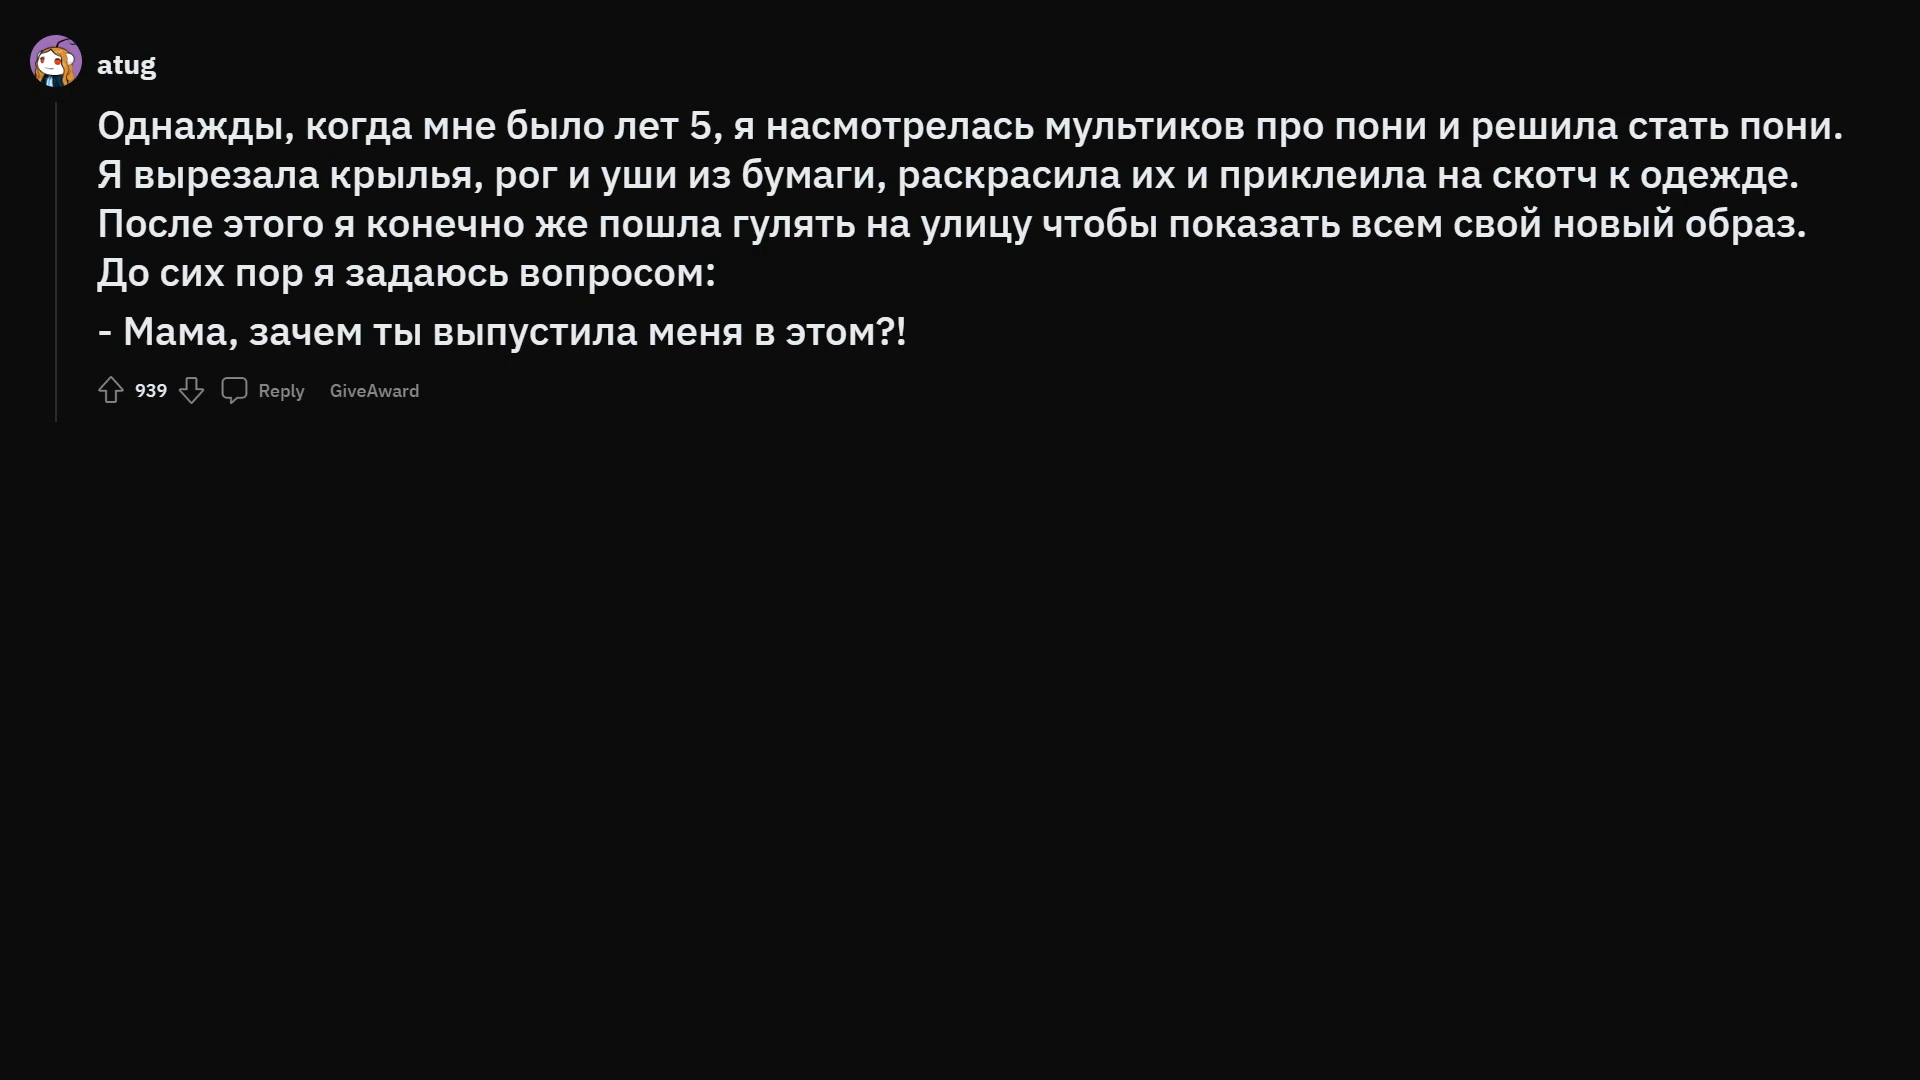 atug
Однажды, когда мне было лет 5, я насмотрелась мультиков про пони и решила стать пони.
Я вырезала крылья, рог и уши из бумаги, раскрасила их и приклеила на скотч к одежде.
После этого я конечно же пошла гулять на улицу чтобы показать всем свой новый образ.
До сих пор я задаюсь вопросом:
- Мама, зачем ты выпустила меня в этом?!
939 Reply GiveAward